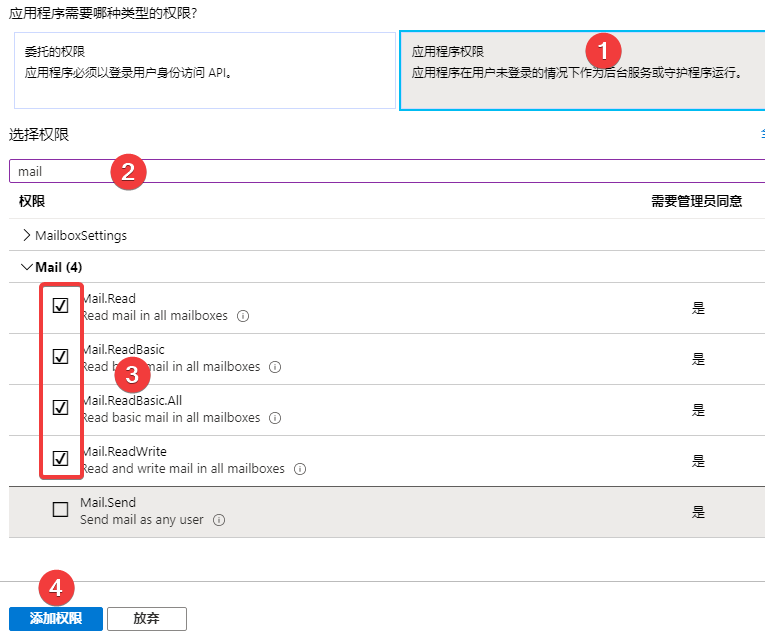 应用程序需要哪种类型的权限?
委托的权限
应用程序必须以登录用户身份访问 API。
应用程序权限
应用程序在用户未登录的情况下作为后台服务或守护程序运行。
1
选择权限
mail
2
权限 需要管理员同意
MailboxSettings
Mail (4)
Mail.Read
Read mail in all mailboxes
是
Mail.ReadBasic
Read basic mail in all mailboxes
是
3
Mail.ReadBasic.All
Read basic mail in all mailboxes
是
Mail.ReadWrite
Read and write mail in all mailboxes
是
Mail.Send
Send mail as any user
是
4
添加权限 放弃